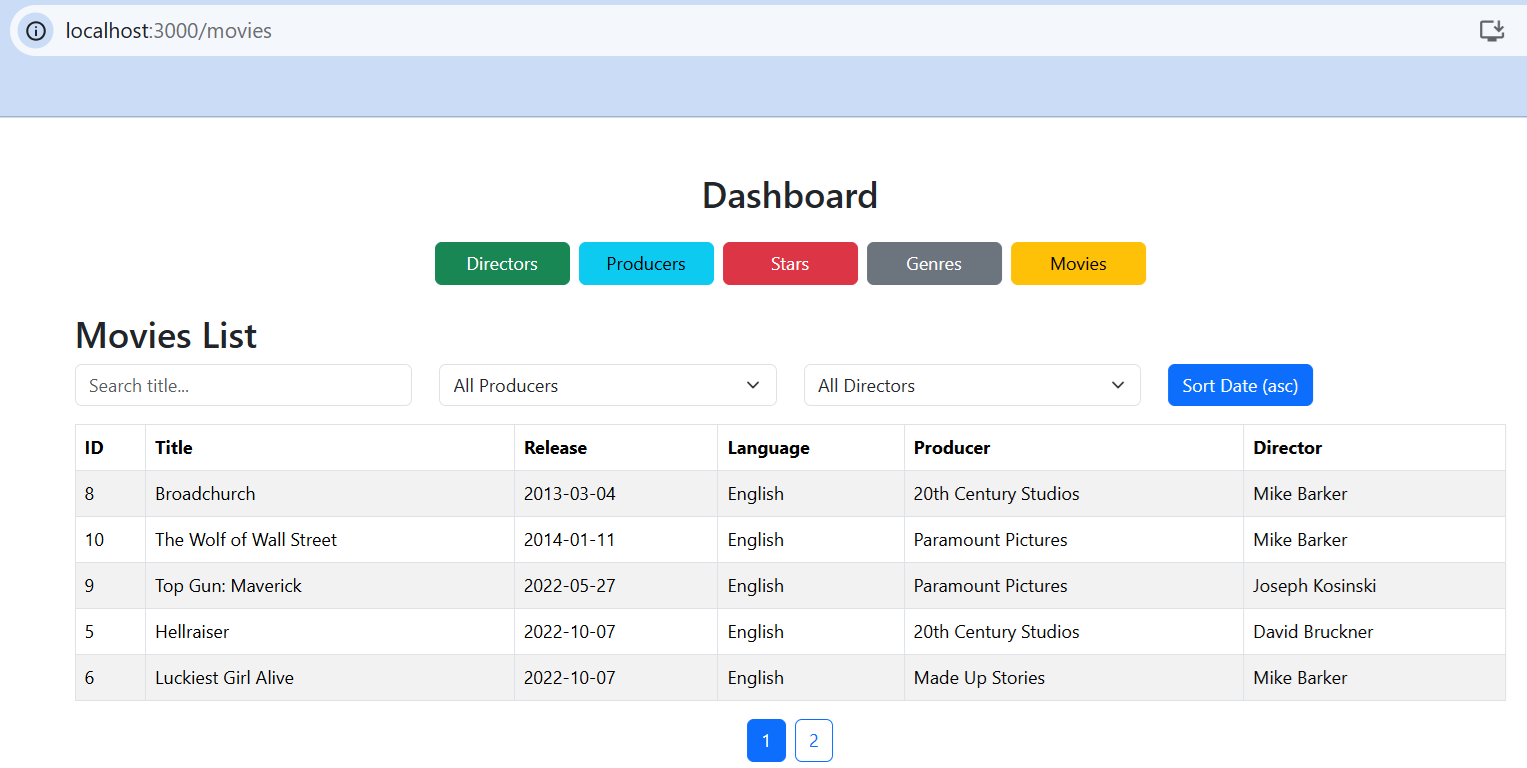 localhost:3000/movies
Dashboard
Directors Producers Stars Genres Movies
Movies List
Search title... All Producers All Directors Sort Date (asc)
ID Title Release Language Producer Director
8 Broadchurch 2013-03-04 English 20th Century Studios Mike Barker
10 The Wolf of Wall Street 2014-01-11 English Paramount Pictures Mike Barker
9 Top Gun: Maverick 2022-05-27 English Paramount Pictures Joseph Kosinski
5 Hellraiser 2022-10-07 English 20th Century Studios David Bruckner
6 Luckiest Girl Alive 2022-10-07 English Made Up Stories Mike Barker
1 2